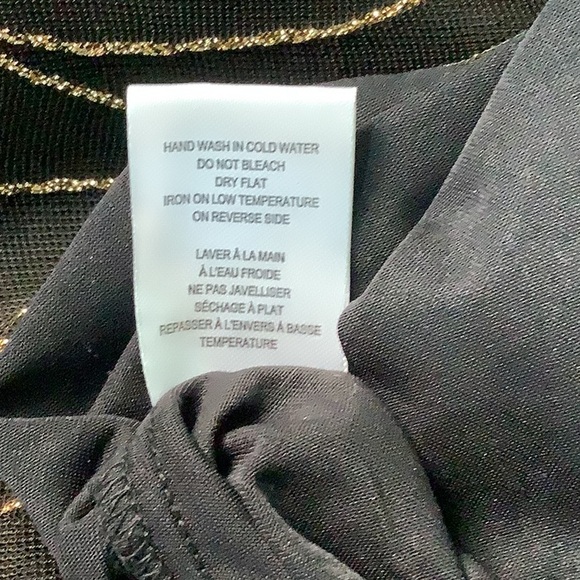 HAND WASH IN COLD WATER
DO NOT BLEACH
DRY FLAT
IRON ON LOW TEMPERATURE
ON REVERSE SIDE
LAVER À LA MAIN
À L'EAU FROIDE
NE PAS JAVELLISER
SÉCHAGE À PLAT
REPASSER À L'ENVERS À BASSE
TEMPERATURE